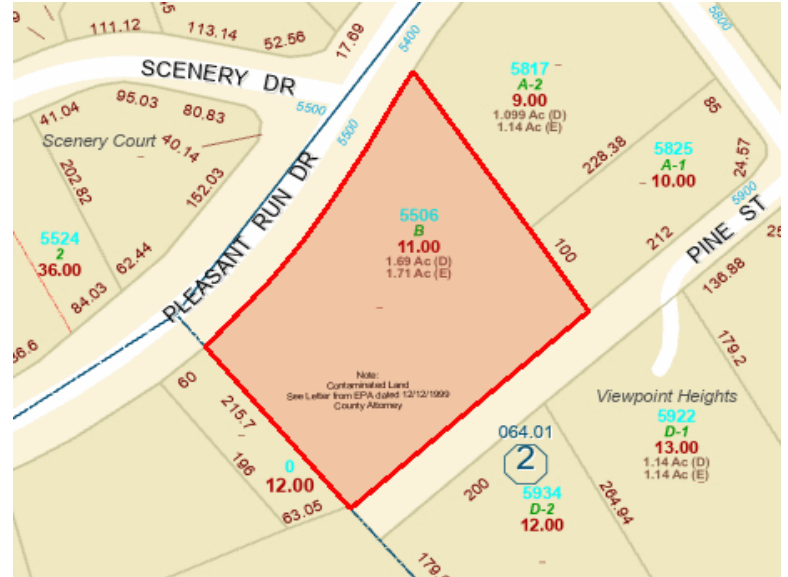 9
111.12
45
113.14
52.56
17.69
5400
SCENERY DR
5500
5500
41.04
95.03
80.83
Scenery Court
40.14
202.82
152.03
5524
2
36.00
62.44
84.03
36.6
PLEASANT RUN DR
5600
5817
A-2
9.00
1.099 Ac (D)
1.14 Ac (E)
85
228.38
5825
A-1
10.00
24.57
5900
PINE ST
212
100
136.88
25
5506
B
11.00
1.69 Ac (D)
1.71 Ac (E)
Note:
Contaminated Land
See Letter from EPA dated 12/12/1999
County Attorney
60
215.7
196
0
12.00
63.05
179.2
Viewpoint Heights
5922
D-1
13.00
1.14 Ac (D)
1.14 Ac (E)
064.01
2
5934
D-2
12.00
200
264.94